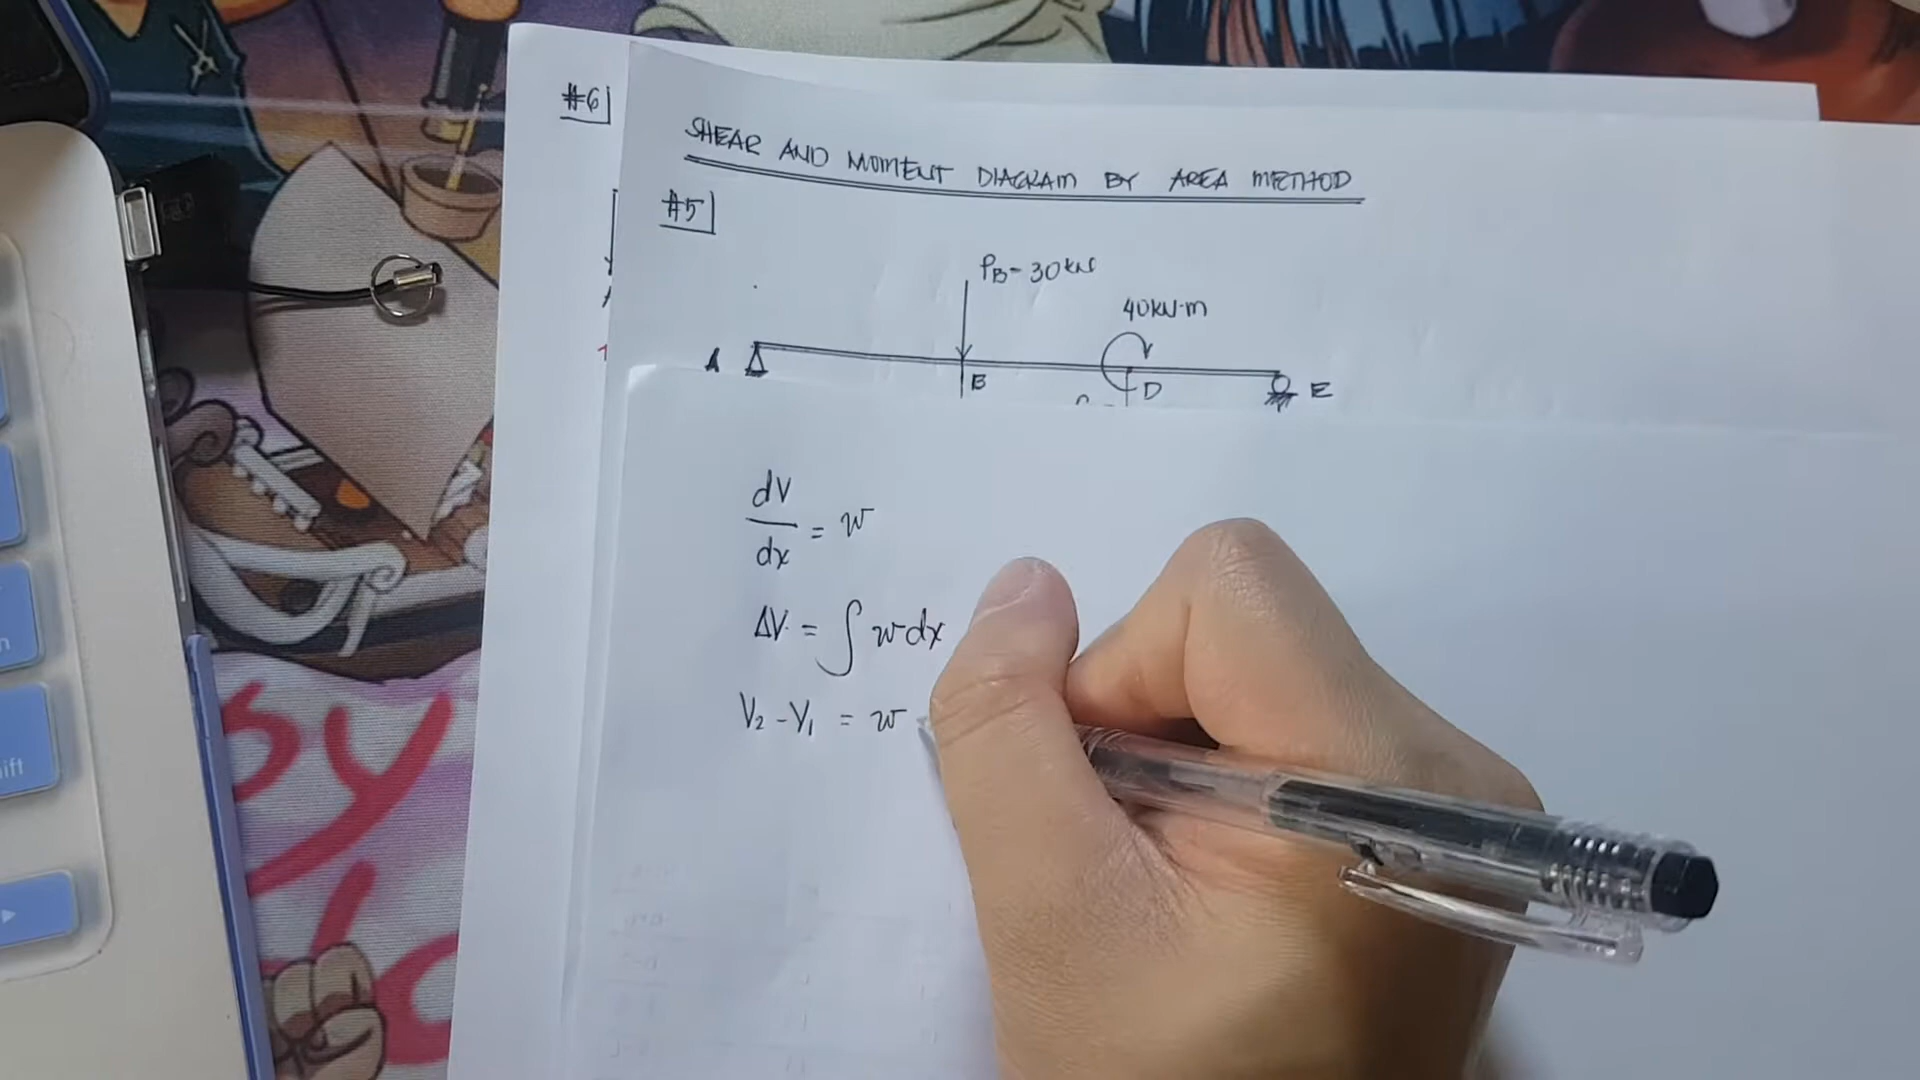 #6
SHEAR AND MOMENT DIAGRAM BY AREA METHOD
#5
PB = 30 kN
40 kN·m
A
B
D
E
dV
dx
= w
ΔV = ∫ w dx
V2 - V1 = w
ift